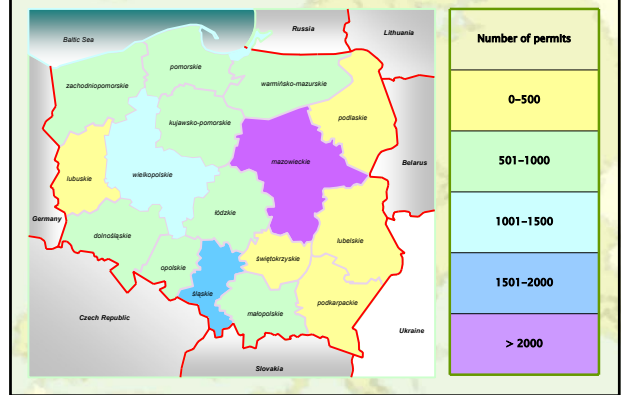 Baltic Sea
Russia
Lithuania
pomorskie
zachodniopomorskie
warmińsko-mazurskie
kujawsko-pomorskie
podlaskie
mazowieckie
Belarus
lubuskie
wielkopolskie
Germany
łódzkie
dolnośląskie
lubelskie
świętokrzyskie
opolskie
śląskie
podkarpackie
małopolskie
Czech Republic
Ukraine
Slovakia
Number of permits
0–500
501–1000
1001–1500
1501–2000
> 2000